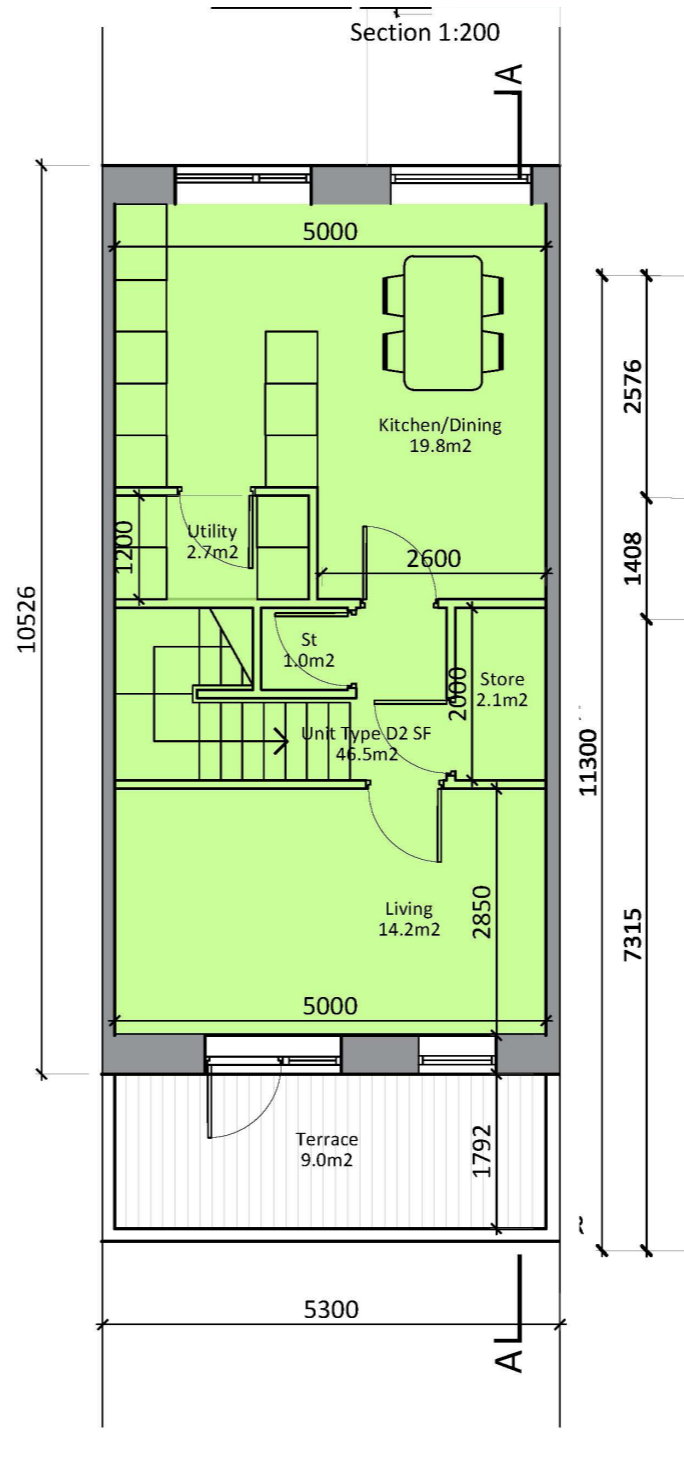 Section 1:200
A
5000
2576
Kitchen/Dining
19.8m2
Utility
2.7m2
1200
1408
2600
10526
St
1.0m2
Store
2.1m2
2000
Unit Type D2 SF
46.5m2
11300
Living
14.2m2
2850
7315
5000
Terrace
9.0m2
1792
5300
A